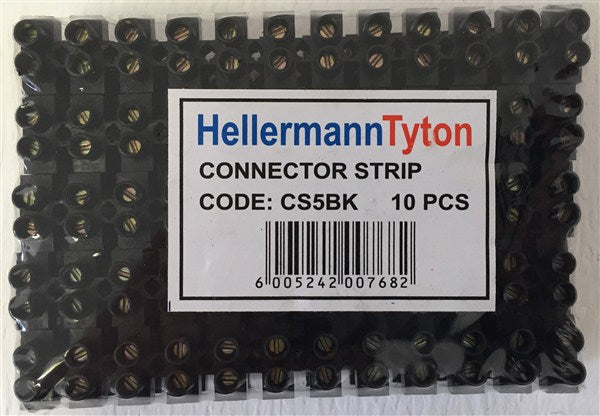 HellermannTyton
CONNECTOR STRIP
CODE: CS5BK 10 PCS
6 005242 007682